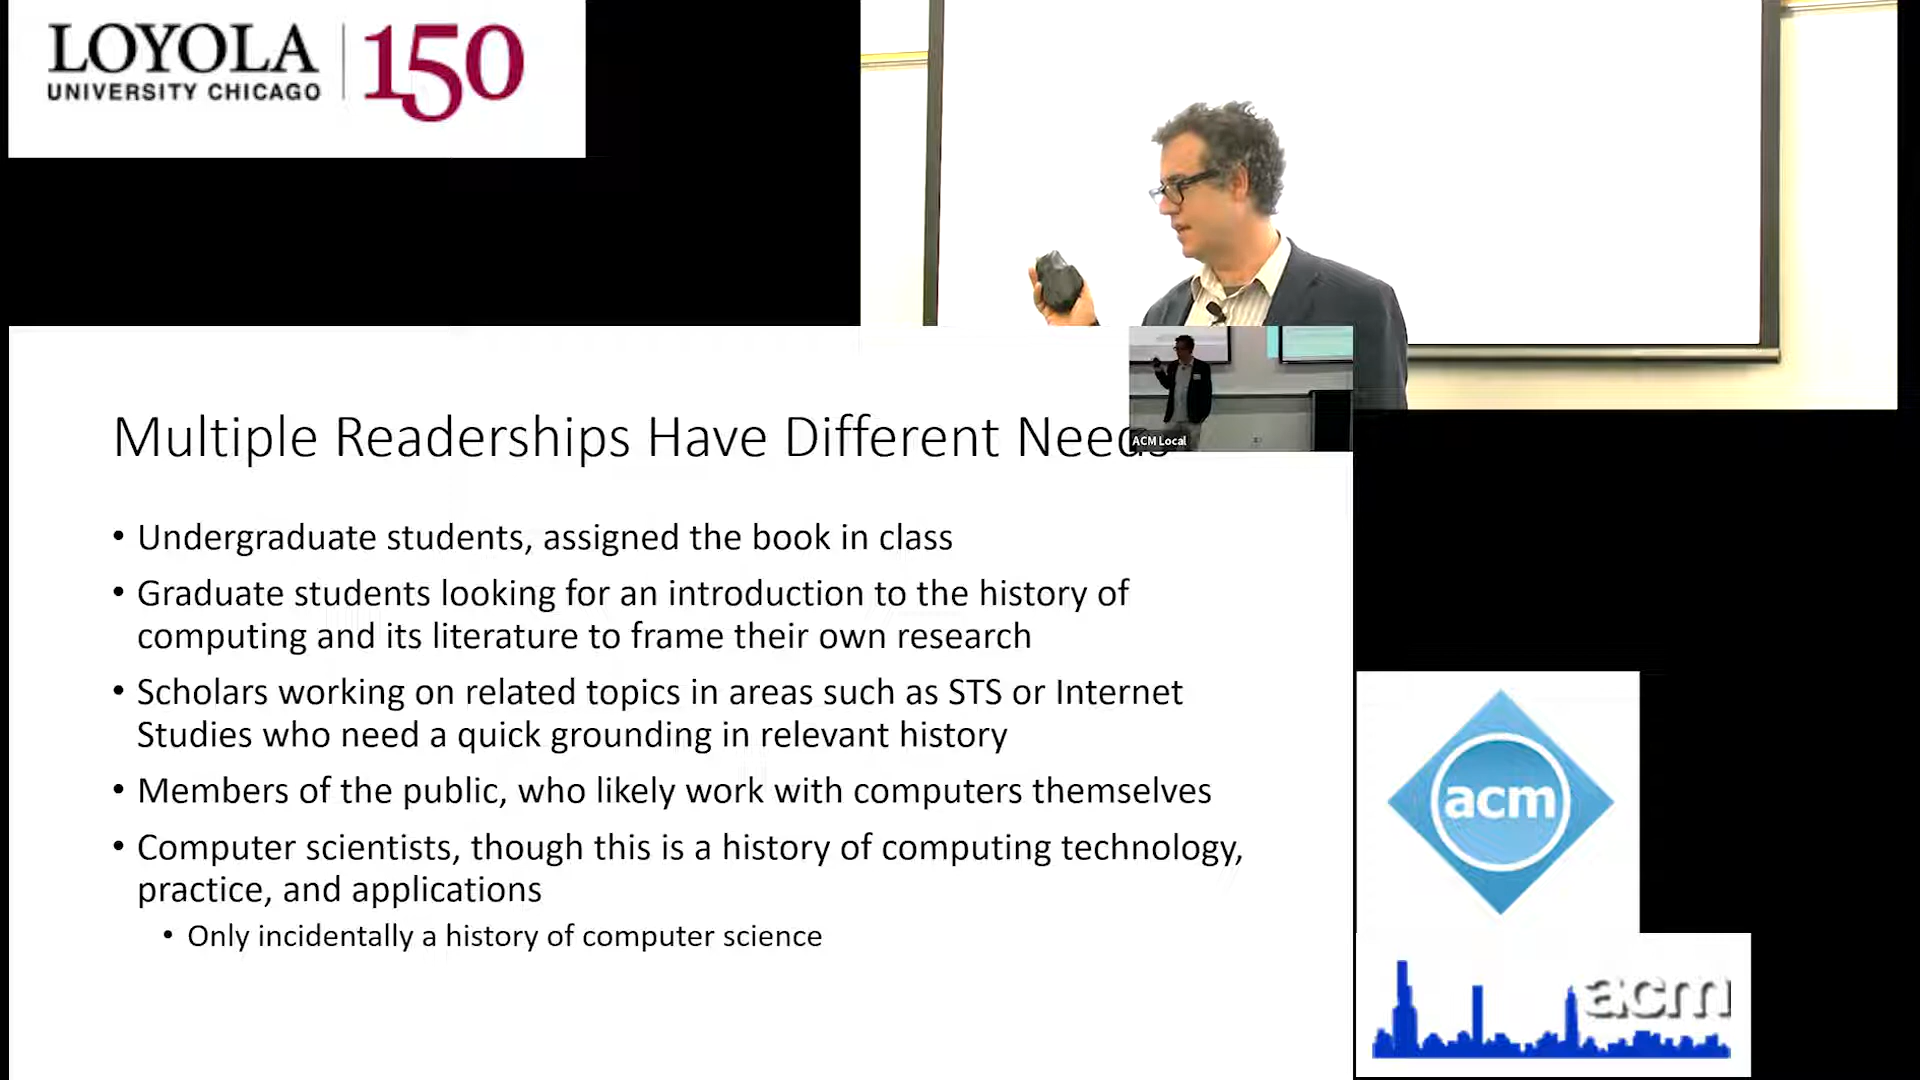 LOYOLA
UNIVERSITY CHICAGO
150
ACM Local
Multiple Readerships Have Different Needs
• Undergraduate students, assigned the book in class
• Graduate students looking for an introduction to the history of
computing and its literature to frame their own research
• Scholars working on related topics in areas such as STS or Internet
Studies who need a quick grounding in relevant history
• Members of the public, who likely work with computers themselves
• Computer scientists, though this is a history of computing technology,
practice, and applications
• Only incidentally a history of computer science
acm
acm